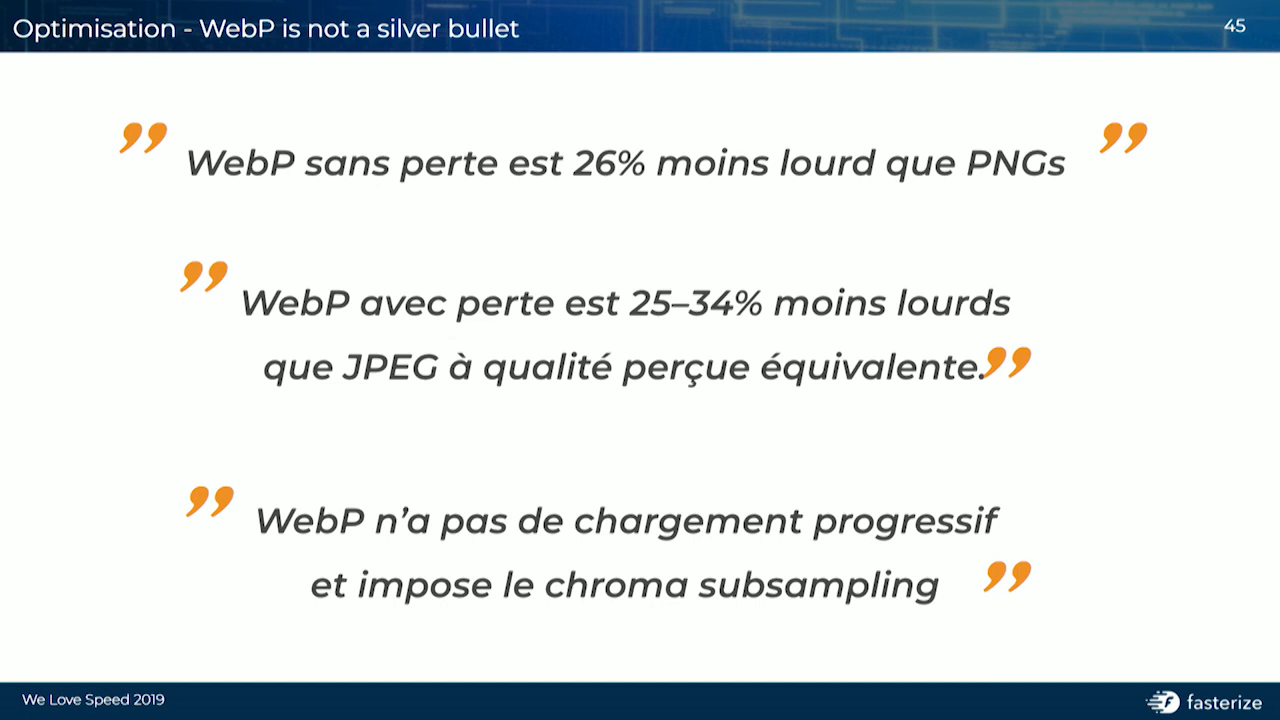 Optimisation - WebP is not a silver bullet
45
” WebP sans perte est 26% moins lourd que PNGs ”
” WebP avec perte est 25–34% moins lourds
que JPEG à qualité perçue équivalente.”
” WebP n’a pas de chargement progressif
et impose le chroma subsampling ”
We Love Speed 2019
fasterize